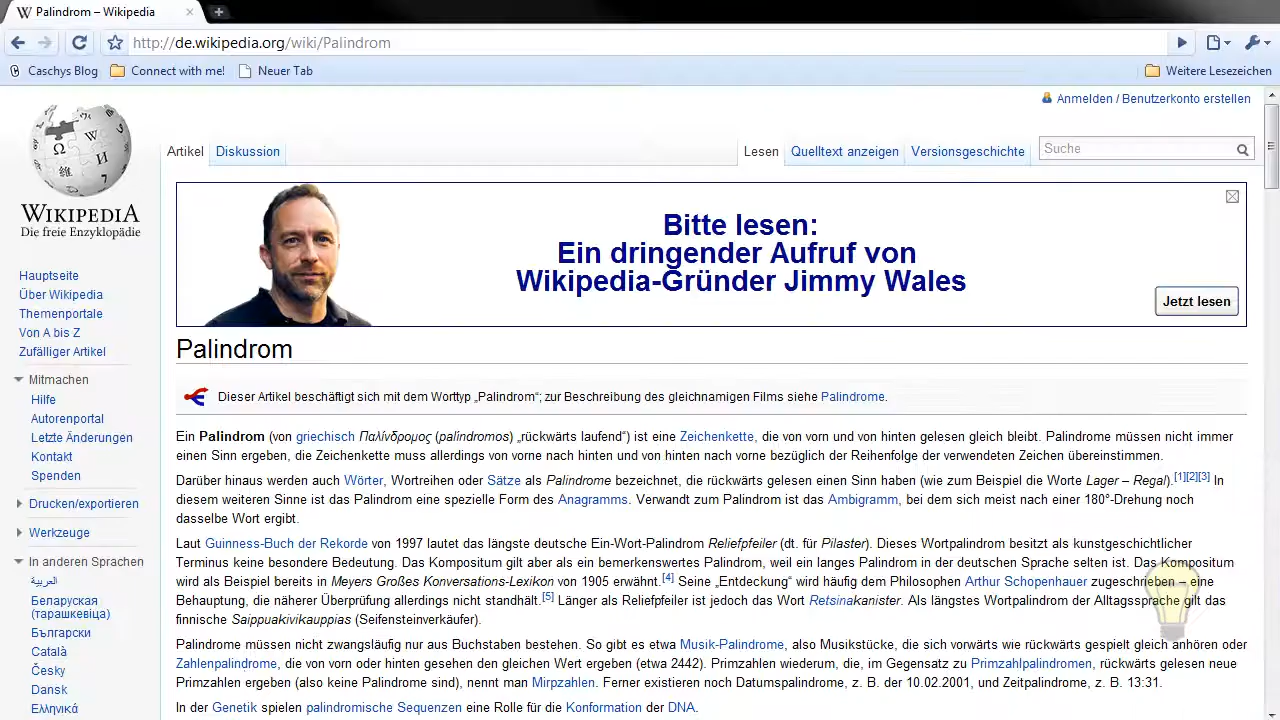 Palindrom – Wikipedia
http://de.wikipedia.org/wiki/Palindrom
Caschys Blog Connect with me! Neuer Tab Weitere Lesezeichen
Anmelden / Benutzerkonto erstellen
Artikel Diskussion Lesen Quelltext anzeigen Versionsgeschichte Suche
WIKIPEDIA
Die freie Enzyklopädie
Hauptseite
Über Wikipedia
Themenportale
Von A bis Z
Zufälliger Artikel
Mitmachen
Hilfe
Autorenportal
Letzte Änderungen
Kontakt
Spenden
Drucken/exportieren
Werkzeuge
In anderen Sprachen
العربية
Беларуская
(тарашкевіца)
Български
Català
Česky
Dansk
Ελληνικά
Bitte lesen:
Ein dringender Aufruf von
Wikipedia-Gründer Jimmy Wales
Jetzt lesen
Palindrom
Dieser Artikel beschäftigt sich mit dem Worttyp „Palindrom“; zur Beschreibung des gleichnamigen Films siehe Palindrome.
Ein Palindrom (von griechisch Παλίνδρομος (palíndromos) „rückwärts laufend“) ist eine Zeichenkette, die von vorn und von hinten gelesen gleich bleibt. Palindrome müssen nicht immer
einen Sinn ergeben, die Zeichenkette muss allerdings von vorne nach hinten und von hinten nach vorne bezüglich der Reihenfolge der verwendeten Zeichen übereinstimmen.
Darüber hinaus werden auch Wörter, Wortreihen oder Sätze als Palindrome bezeichnet, die rückwärts gelesen einen Sinn haben (wie zum Beispiel die Worte Lager – Regal).[1][2][3] In
diesem weiteren Sinne ist das Palindrom eine spezielle Form des Anagramms. Verwandt zum Palindrom ist das Ambigramm, bei dem sich meist nach einer 180°-Drehung noch
dasselbe Wort ergibt.
Laut Guinness-Buch der Rekorde von 1997 lautet das längste deutsche Ein-Wort-Palindrom Reliefpfeiler (dt. für Pilaster). Dieses Wortpalindrom besitzt als kunstgeschichtlicher
Terminus keine besondere Bedeutung. Das Kompositum gilt aber als ein bemerkenswertes Palindrom, weil ein langes Palindrom in der deutschen Sprache selten ist. Das Kompositum
wird als Beispiel bereits in Meyers Großes Konversations-Lexikon von 1905 erwähnt.[4] Seine „Entdeckung“ wird häufig dem Philosophen Arthur Schopenhauer zugeschrieben – eine
Behauptung, die näherer Überprüfung allerdings nicht standhält.[5] Länger als Reliefpfeiler ist jedoch das Wort Retsinakanister. Als längstes Wortpalindrom der Alltagssprache gilt das
finnische Saippuakivikauppias (Seifensteinverkäufer).
Palindrome müssen nicht zwangsläufig nur aus Buchstaben bestehen. So gibt es etwa Musik-Palindrome, also Musikstücke, die sich vorwärts wie rückwärts gespielt gleich anhören oder
Zahlenpalindrome, die von vorn oder hinten gesehen den gleichen Wert ergeben (etwa 2442). Primzahlen wiederum, die, im Gegensatz zu Primzahlpalindromen, rückwärts gelesen neue
Primzahlen ergeben (also keine Palindrome sind), nennt man Mirpzahlen. Ferner existieren noch Datumspalindrome, z. B. der 10.02.2001, und Zeitpalindrome, z. B. 13:31.
In der Genetik spielen palindromische Sequenzen eine Rolle für die Konformation der DNA.